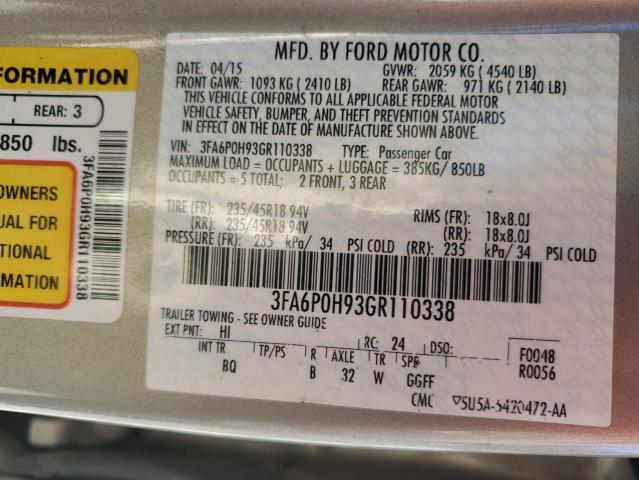 FORMATION
REAR: 3
850 lbs.
OWNERS
UAL FOR
TIONAL
MATION
3FA6P0H93GR110338
MFD. BY FORD MOTOR CO.
DATE: 04/15 GVWR: 2059 KG ( 4540 LB)
FRONT GAWR: 1093 KG ( 2410 LB) REAR GAWR: 971 KG ( 2140 LB)
THIS VEHICLE CONFORMS TO ALL APPLICABLE FEDERAL MOTOR
VEHICLE SAFETY, BUMPER, AND THEFT PREVENTION STANDARDS
IN EFFECT ON THE DATE OF MANUFACTURE SHOWN ABOVE.
VIN: 3FA6P0H93GR110338 TYPE: Passenger Car
MAXIMUM LOAD = OCCUPANTS + LUGGAGE = 385KG/ 850LB
OCCUPANTS = 5 TOTAL; 2 FRONT, 3 REAR
TIRE (FR): 235/45R18 94V RIMS (FR): 18x8.0J
(RR): 235/45R18 94V (RR): 18x8.0J
PRESSURE (FR): 235 kPa/ 34 PSI COLD (RR): 235 kPa/ 34 PSI COLD
3FA6P0H93GR110338
TRAILER TOWING - SEE OWNER GUIDE
EXT PNT: HI RC: 24 DSO: F0048
INT TR TP/PS R AXLE TR SPR R0056
BQ B 32 W GGFF
CMC ▽5U5A-5420472-AA